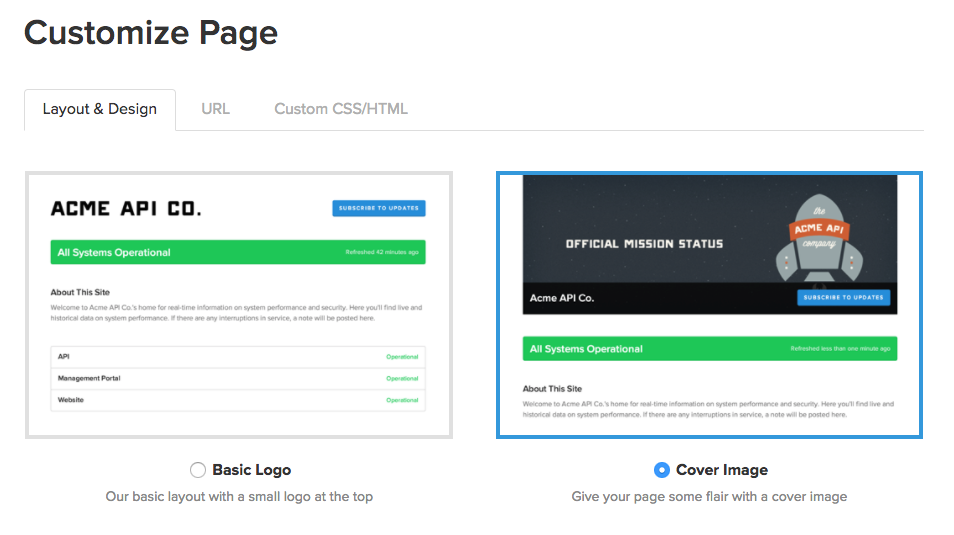 Customize Page
Layout & Design
URL
Custom CSS/HTML
ACME API CO.
SUBSCRIBE TO UPDATES
All Systems Operational
Refreshed 42 minutes ago
About This Site
Welcome to Acme API Co.'s home for real-time information on system performance and security. Here you'll find live and
historical data on system performance. If there are any interruptions in service, a note will be posted here.
API
Operational
Management Portal
Operational
Website
Operational
Basic Logo
Our basic layout with a small logo at the top
OFFICIAL MISSION STATUS
the
ACME API
company
Acme API Co.
SUBSCRIBE TO UPDATES
All Systems Operational
Refreshed less than one minute ago
About This Site
Welcome to Acme API Co.'s home for real-time information on system performance and security. Here you'll find live and
historical data on system performance. If there are any interruptions in service, a note will be posted here.
Cover Image
Give your page some flair with a cover image